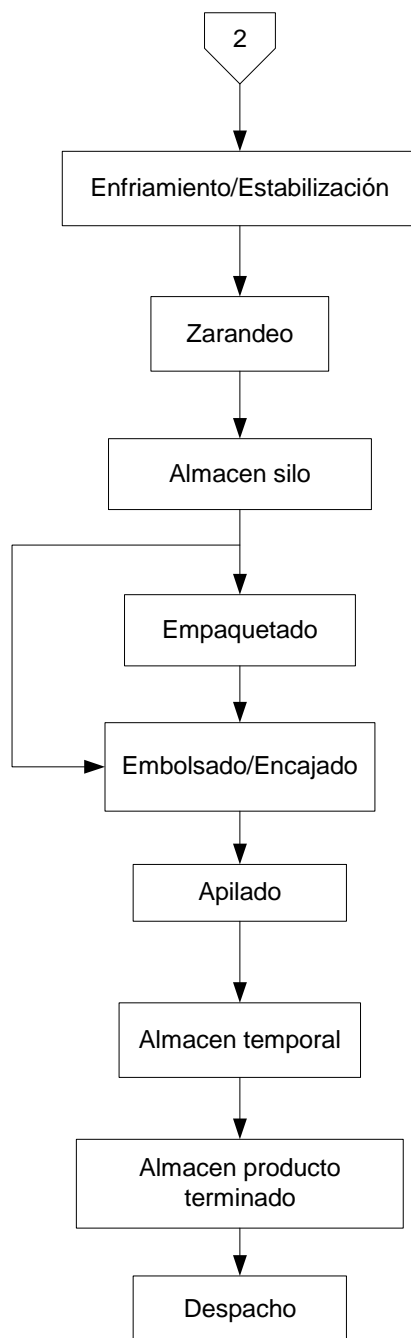 2
Enfriamiento/Estabilización
Zarandeo
Almacen silo
Empaquetado
Embolsado/Encajado
Apilado
Almacen temporal
Almacen producto
terminado
Despacho